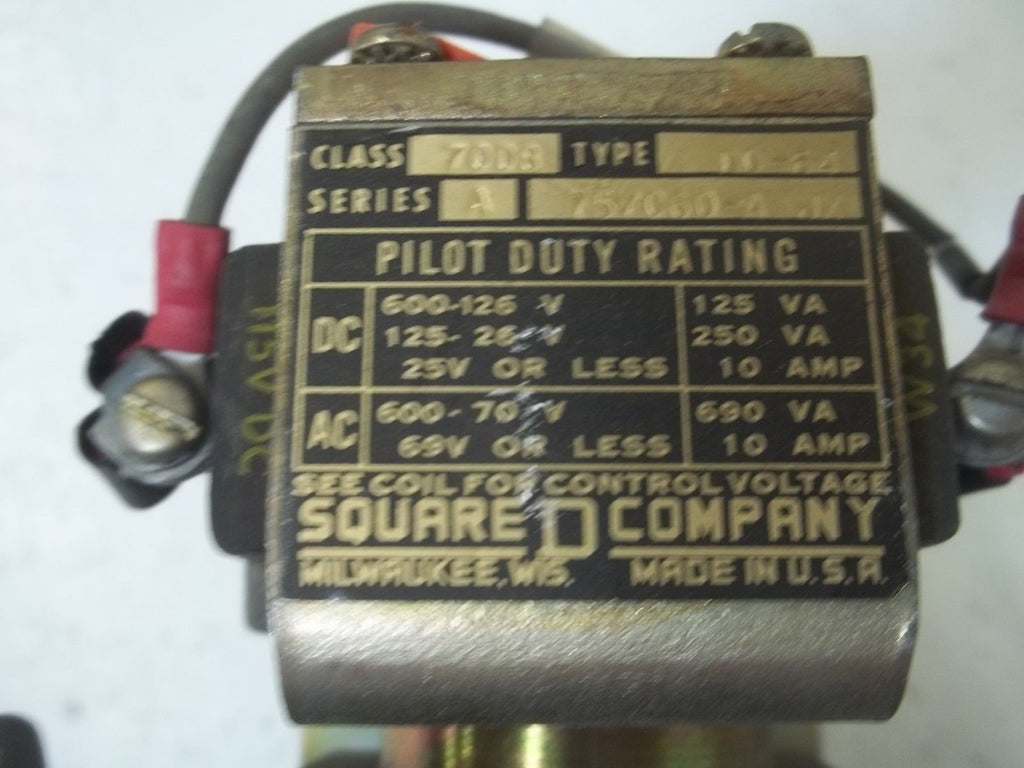 CLASS TYPE
SERIES A
PILOT DUTY RATING
DC 600-126 V 125 VA
125-26 V 250 VA
25V OR LESS 10 AMP
AC 600-70 V 690 VA
69V OR LESS 10 AMP
SEE COIL FOR CONTROL VOLTAGE
SQUARE D COMPANY
MILWAUKEE, WIS. MADE IN U.S.A.
115V DC